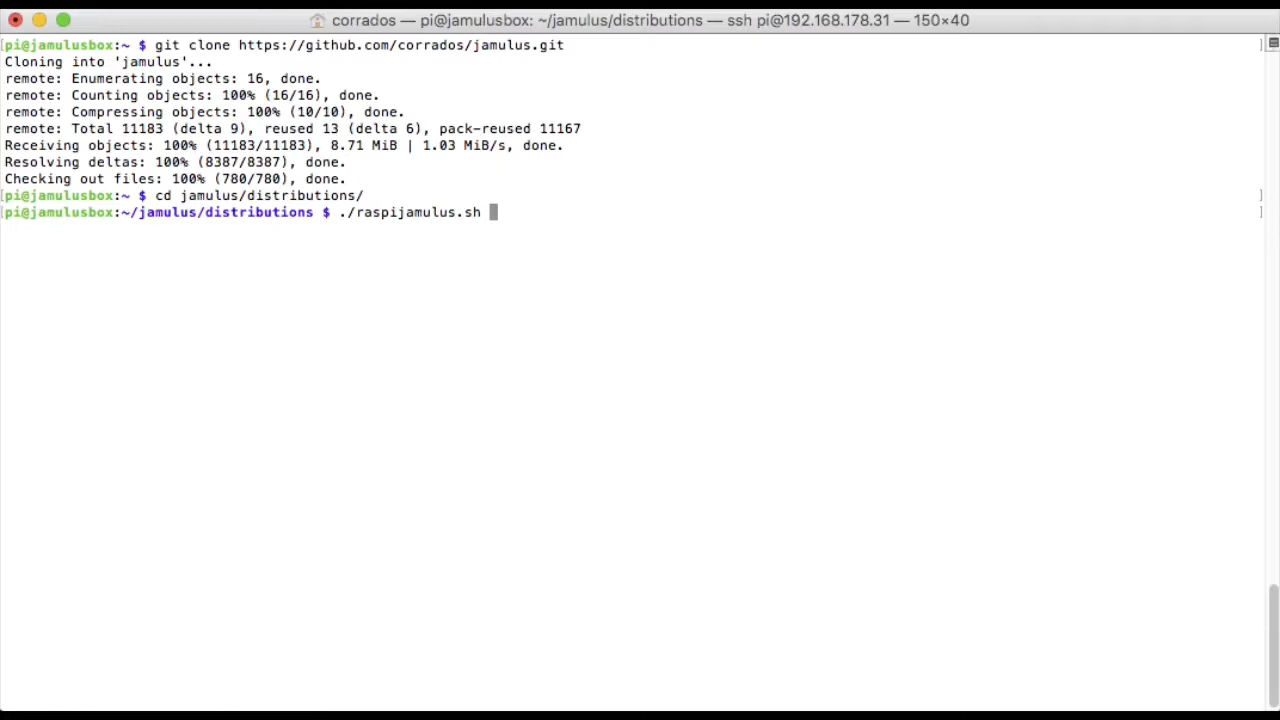 corrados — pi@jamulusbox: ~/jamulus/distributions — ssh pi@192.168.178.31 — 150×40
[pi@jamulusbox:~ $ git clone https://github.com/corrados/jamulus.git ]
Cloning into 'jamulus'...
remote: Enumerating objects: 16, done.
remote: Counting objects: 100% (16/16), done.
remote: Compressing objects: 100% (10/10), done.
remote: Total 11183 (delta 9), reused 13 (delta 6), pack-reused 11167
Receiving objects: 100% (11183/11183), 8.71 MiB | 1.03 MiB/s, done.
Resolving deltas: 100% (8387/8387), done.
Checking out files: 100% (780/780), done.
[pi@jamulusbox:~ $ cd jamulus/distributions/ ]
[pi@jamulusbox:~/jamulus/distributions $ ./raspijamulus.sh ]